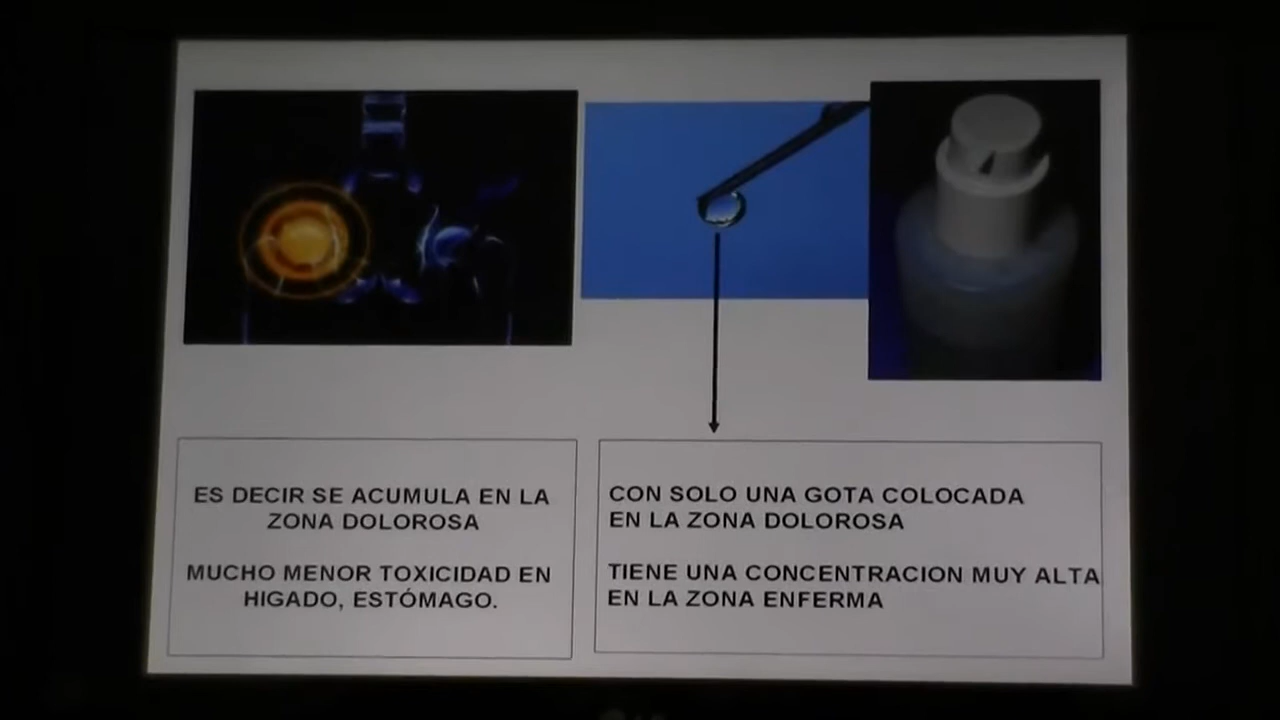 ES DECIR SE ACUMULA EN LA
ZONA DOLOROSA
MUCHO MENOR TOXICIDAD EN
HIGADO, ESTÓMAGO.
CON SOLO UNA GOTA COLOCADA
EN LA ZONA DOLOROSA
TIENE UNA CONCENTRACION MUY ALTA
EN LA ZONA ENFERMA